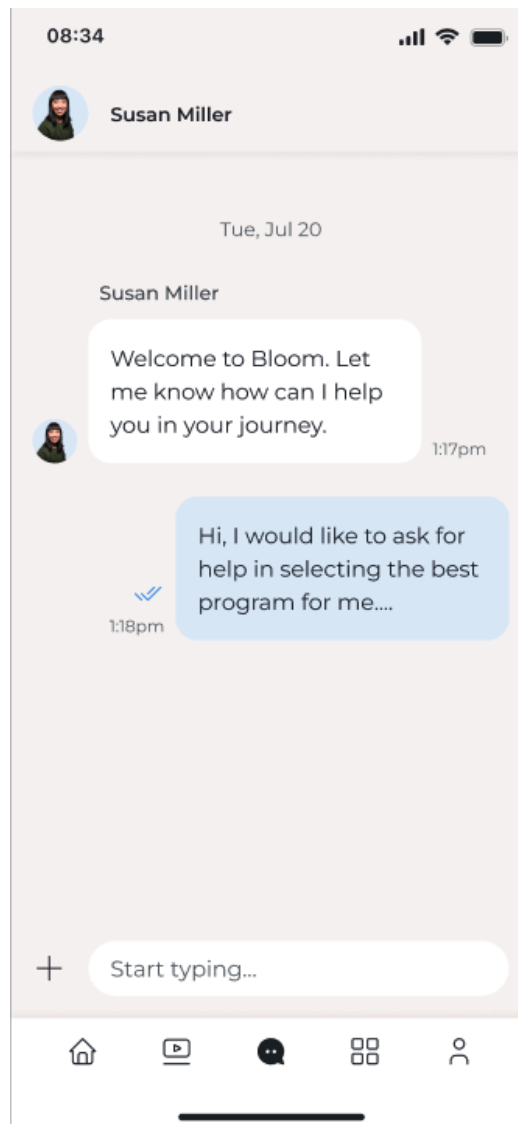 08:34
Susan Miller
Tue, Jul 20
Susan Miller
Welcome to Bloom. Let
me know how can I help
you in your journey.
1:17pm
Hi, I would like to ask for
help in selecting the best
program for me....
1:18pm
Start typing...